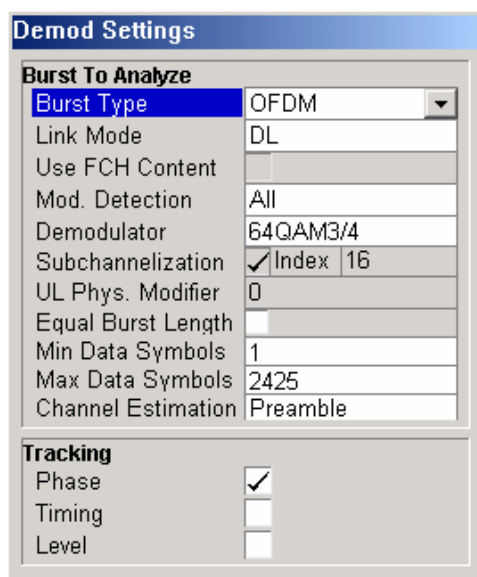 Demod Settings
Burst To Analyze
Burst Type OFDM
Link Mode DL
Use FCH Content
Mod. Detection All
Demodulator 64QAM3/4
Subchannelization Index 16
UL Phys. Modifier 0
Equal Burst Length
Min Data Symbols 1
Max Data Symbols 2425
Channel Estimation Preamble
Tracking
Phase
Timing
Level